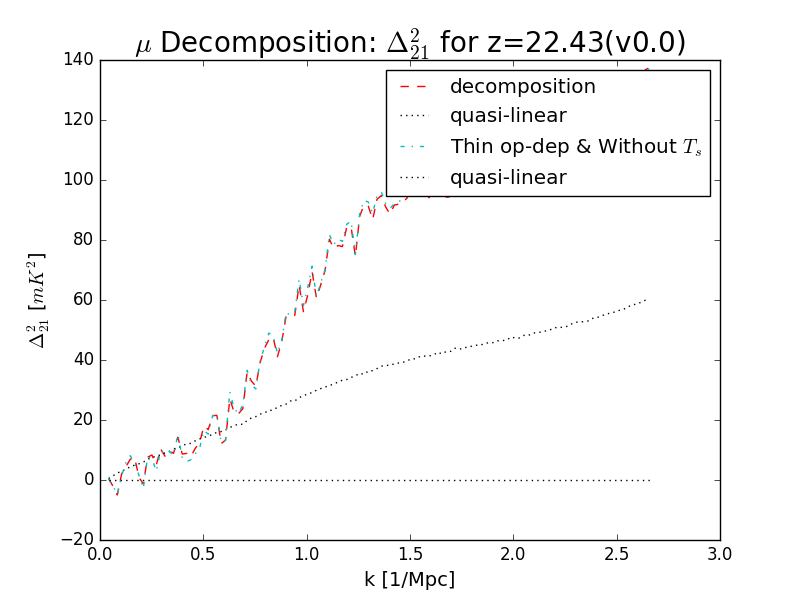 μ Decomposition: Δ²₂₁ for z=22.43(v0.0)
140
120
100
80
60
40
20
0
−20
Δ²₂₁ [mK²]
decomposition
quasi-linear
Thin op-dep & Without Tₛ
quasi-linear
0.0 0.5 1.0 1.5 2.0 2.5 3.0
k [1/Mpc]